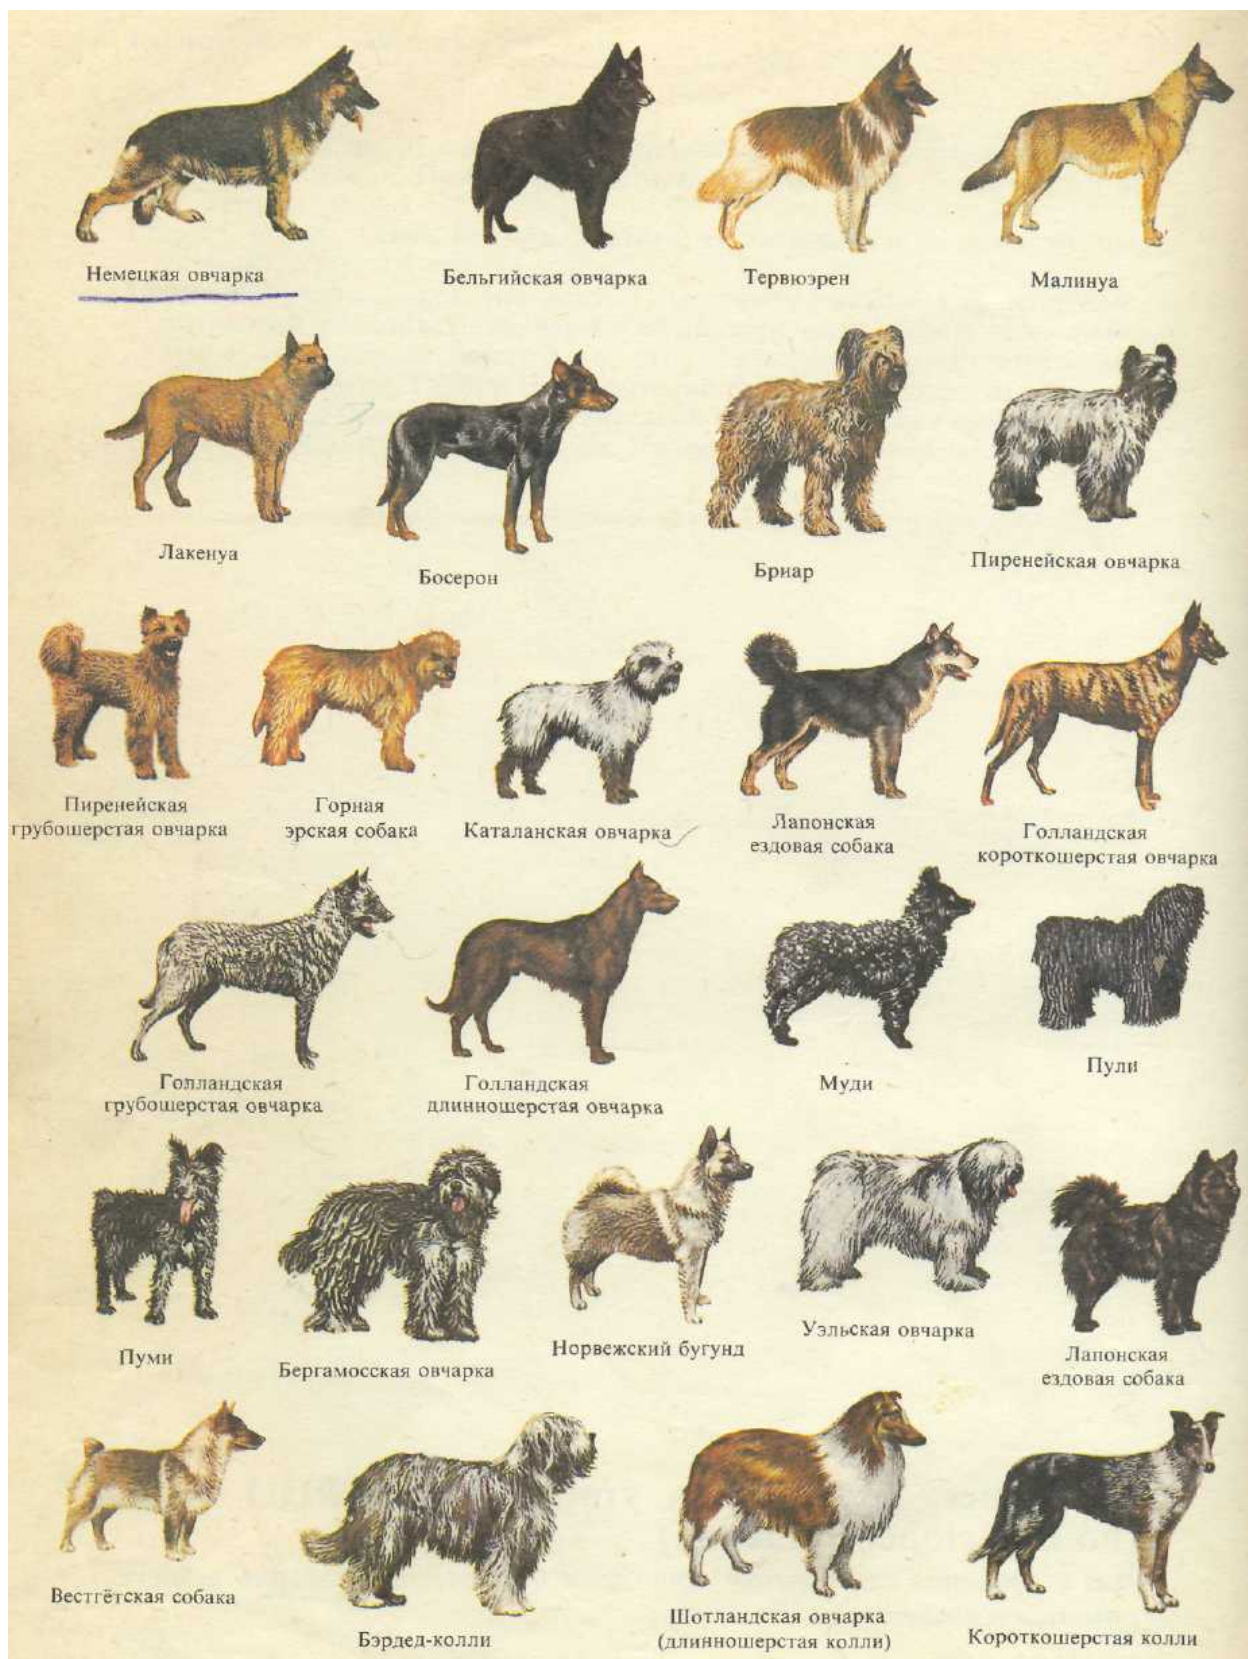 Немецкая овчарка
Бельгийская овчарка
Тервюэрен
Малинуа
Лакенуа
Босерон
Бриар
Пиренейская овчарка
Пиренейская
грубошерстая овчарка
Горная
эрская собака
Каталанская овчарка
Лапонская
ездовая собака
Голландская
короткошерстая овчарка
Голландская
грубошерстая овчарка
Голландская
длинношерстая овчарка
Муди
Пули
Пуми
Бергамосская овчарка
Норвежский бугунд
Уэльская овчарка
Лапонская
ездовая собака
Вестгётская собака
Бэрдед-колли
Шотландская овчарка
(длинношерстая колли)
Короткошерстая колли